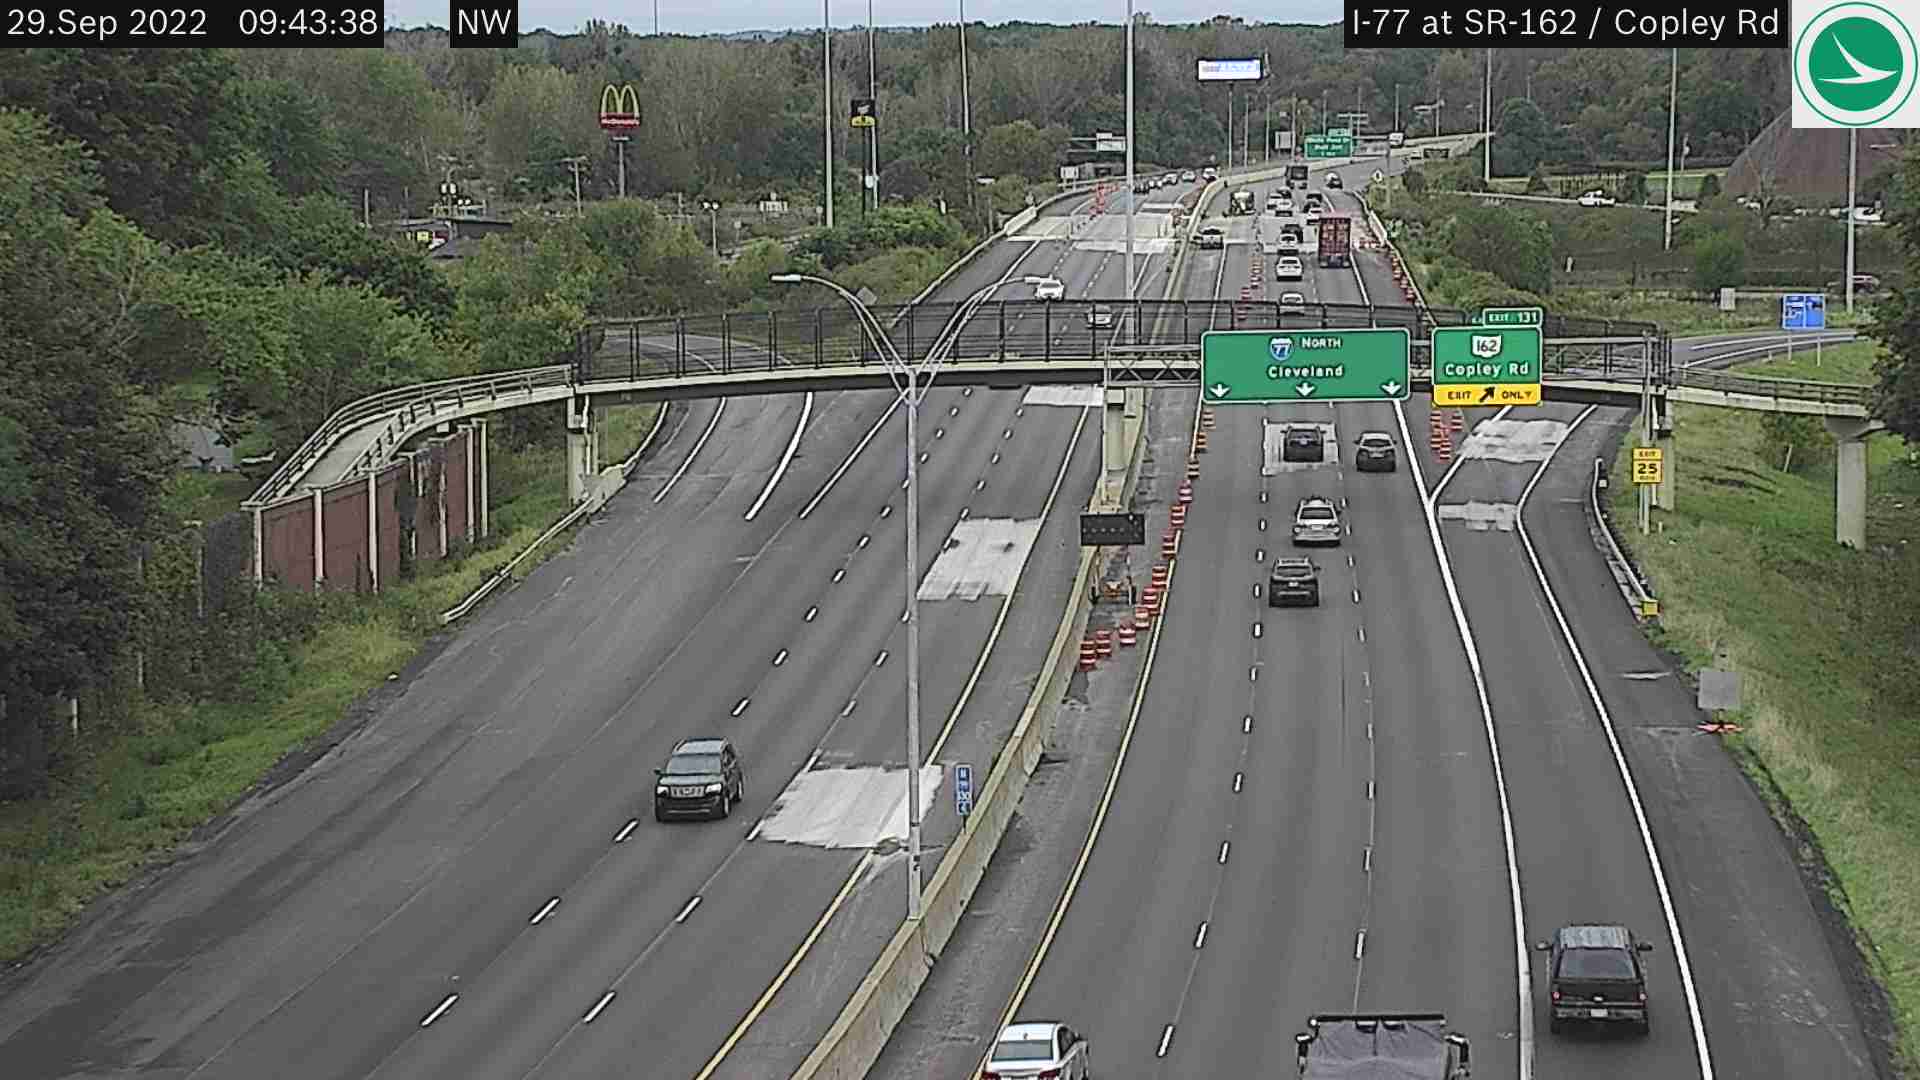 29.Sep 2022 09:43:38
NW
I-77 at SR-162 / Copley Rd
McDonald's
EXIT 131
77 NORTH
Cleveland
162
Copley Rd
EXIT ONLY
EXIT
25